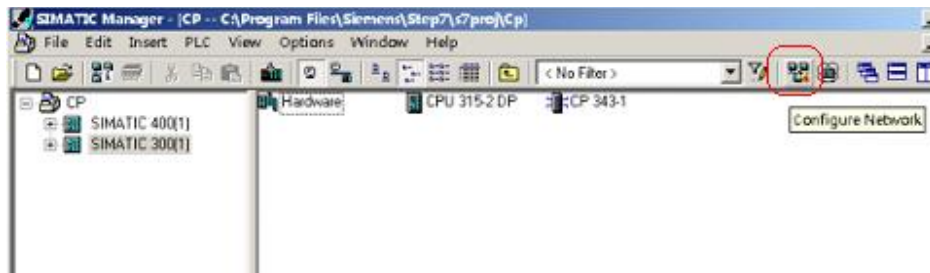 SIMATIC Manager - [CP -- C:\Program Files\Siemens\Step7\s7proj\Cp]
File Edit Insert PLC View Options Window Help
< No Filter >
CP
SIMATIC 400(1)
SIMATIC 300(1)
Hardware CPU 315-2 DP CP 343-1
Configure Network